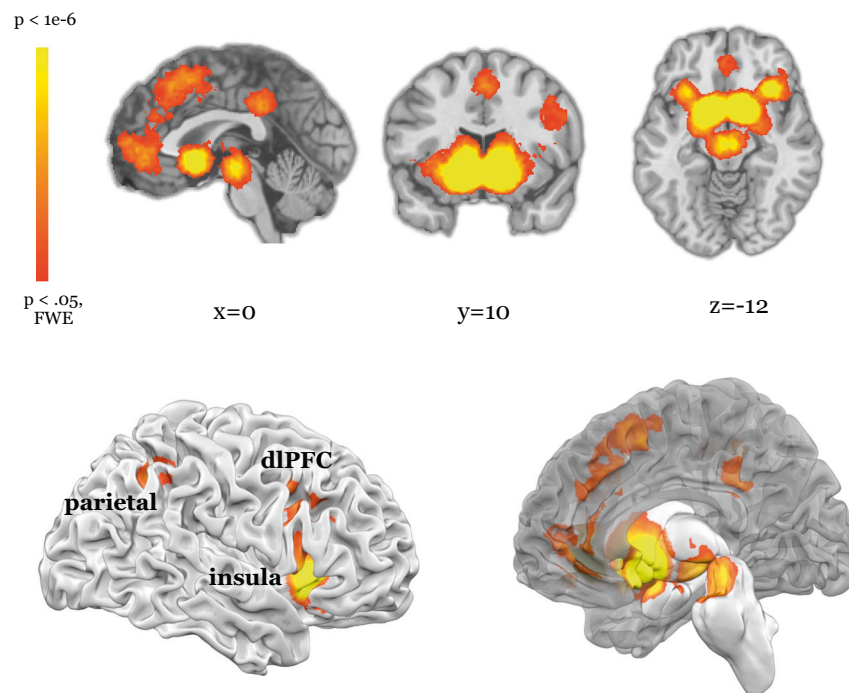 p < 1e-6
p < .05,
FWE
x=0
y=10
z=-12
dlPFC
parietal
insula